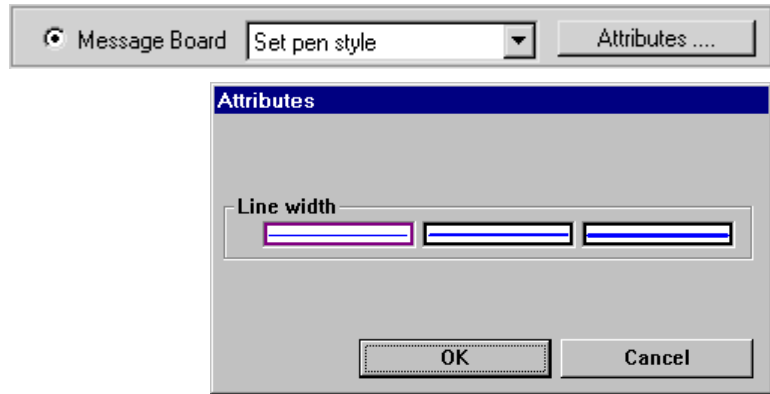 Message Board Set pen style Attributes ....
Attributes
Line width
OK Cancel